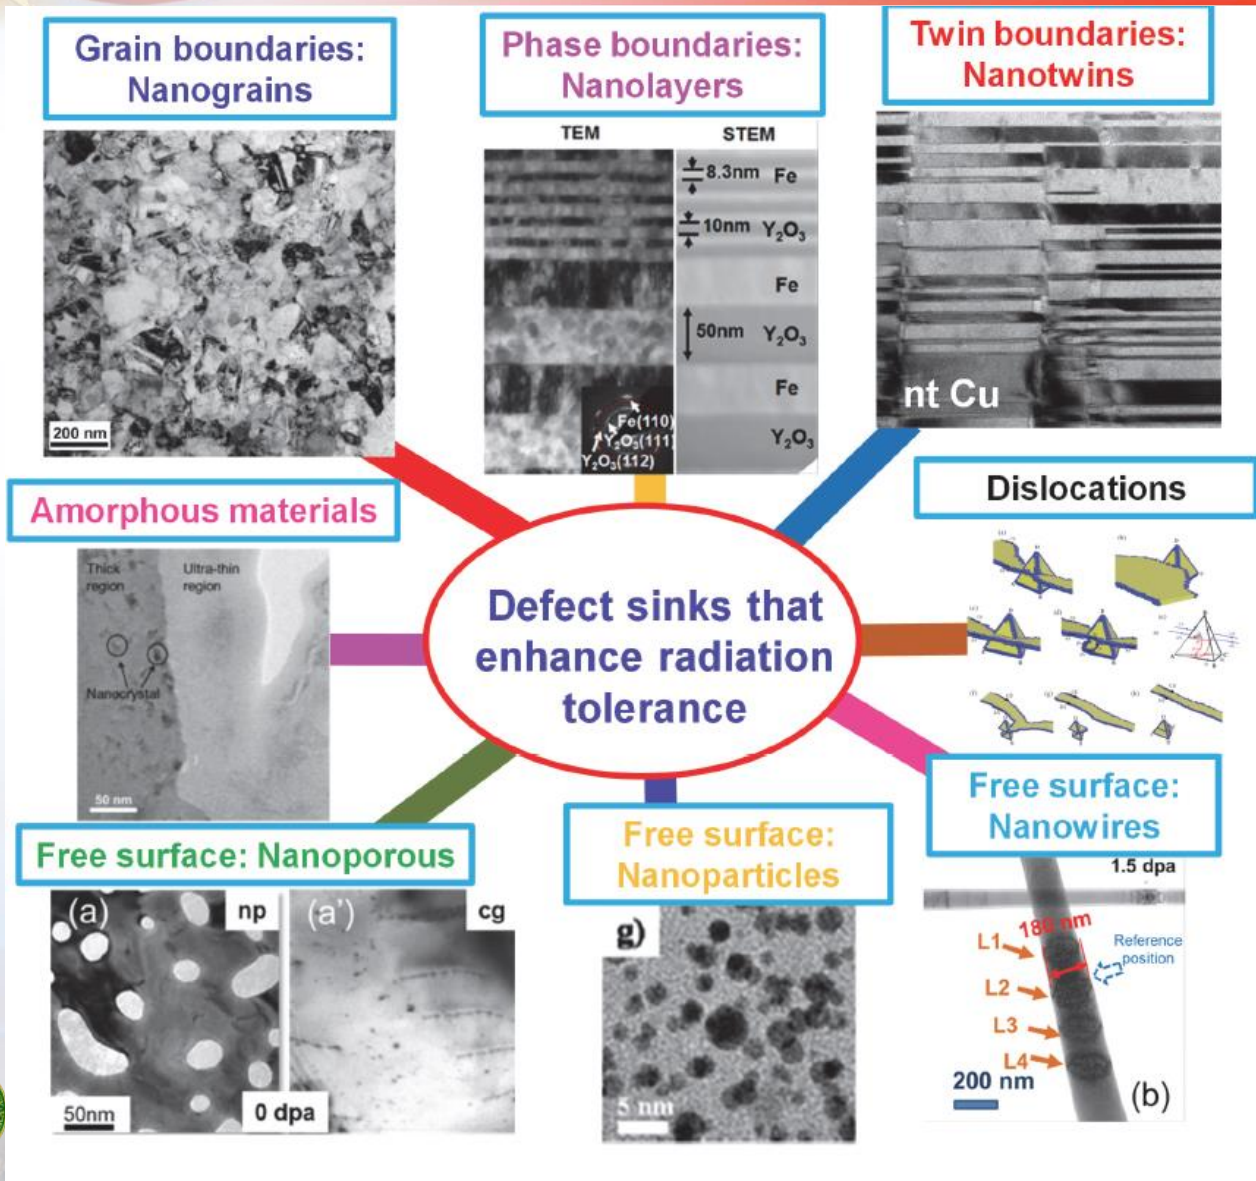 Grain boundaries:
Nanograins
Phase boundaries:
Nanolayers
Twin boundaries:
Nanotwins
200 nm
TEM
STEM
8.3nm
Fe
10nm
Y₂O₃
Fe
50nm
Y₂O₃
Fe
Y₂O₃
Fe(110)
Y₂O₃(111)
Y₂O₃(112)
nt Cu
Amorphous materials
Thick
region
Ultra-thin
region
Nanocrystal
50 nm
Defect sinks that
enhance radiation
tolerance
Dislocations
Free surface: Nanoporous
(a)
np
(a')
cg
50nm
0 dpa
Free surface:
Nanoparticles
g)
5 nm
Free surface:
Nanowires
1.5 dpa
180 nm
L1
Reference
position
L2
L3
L4
200 nm
(b)